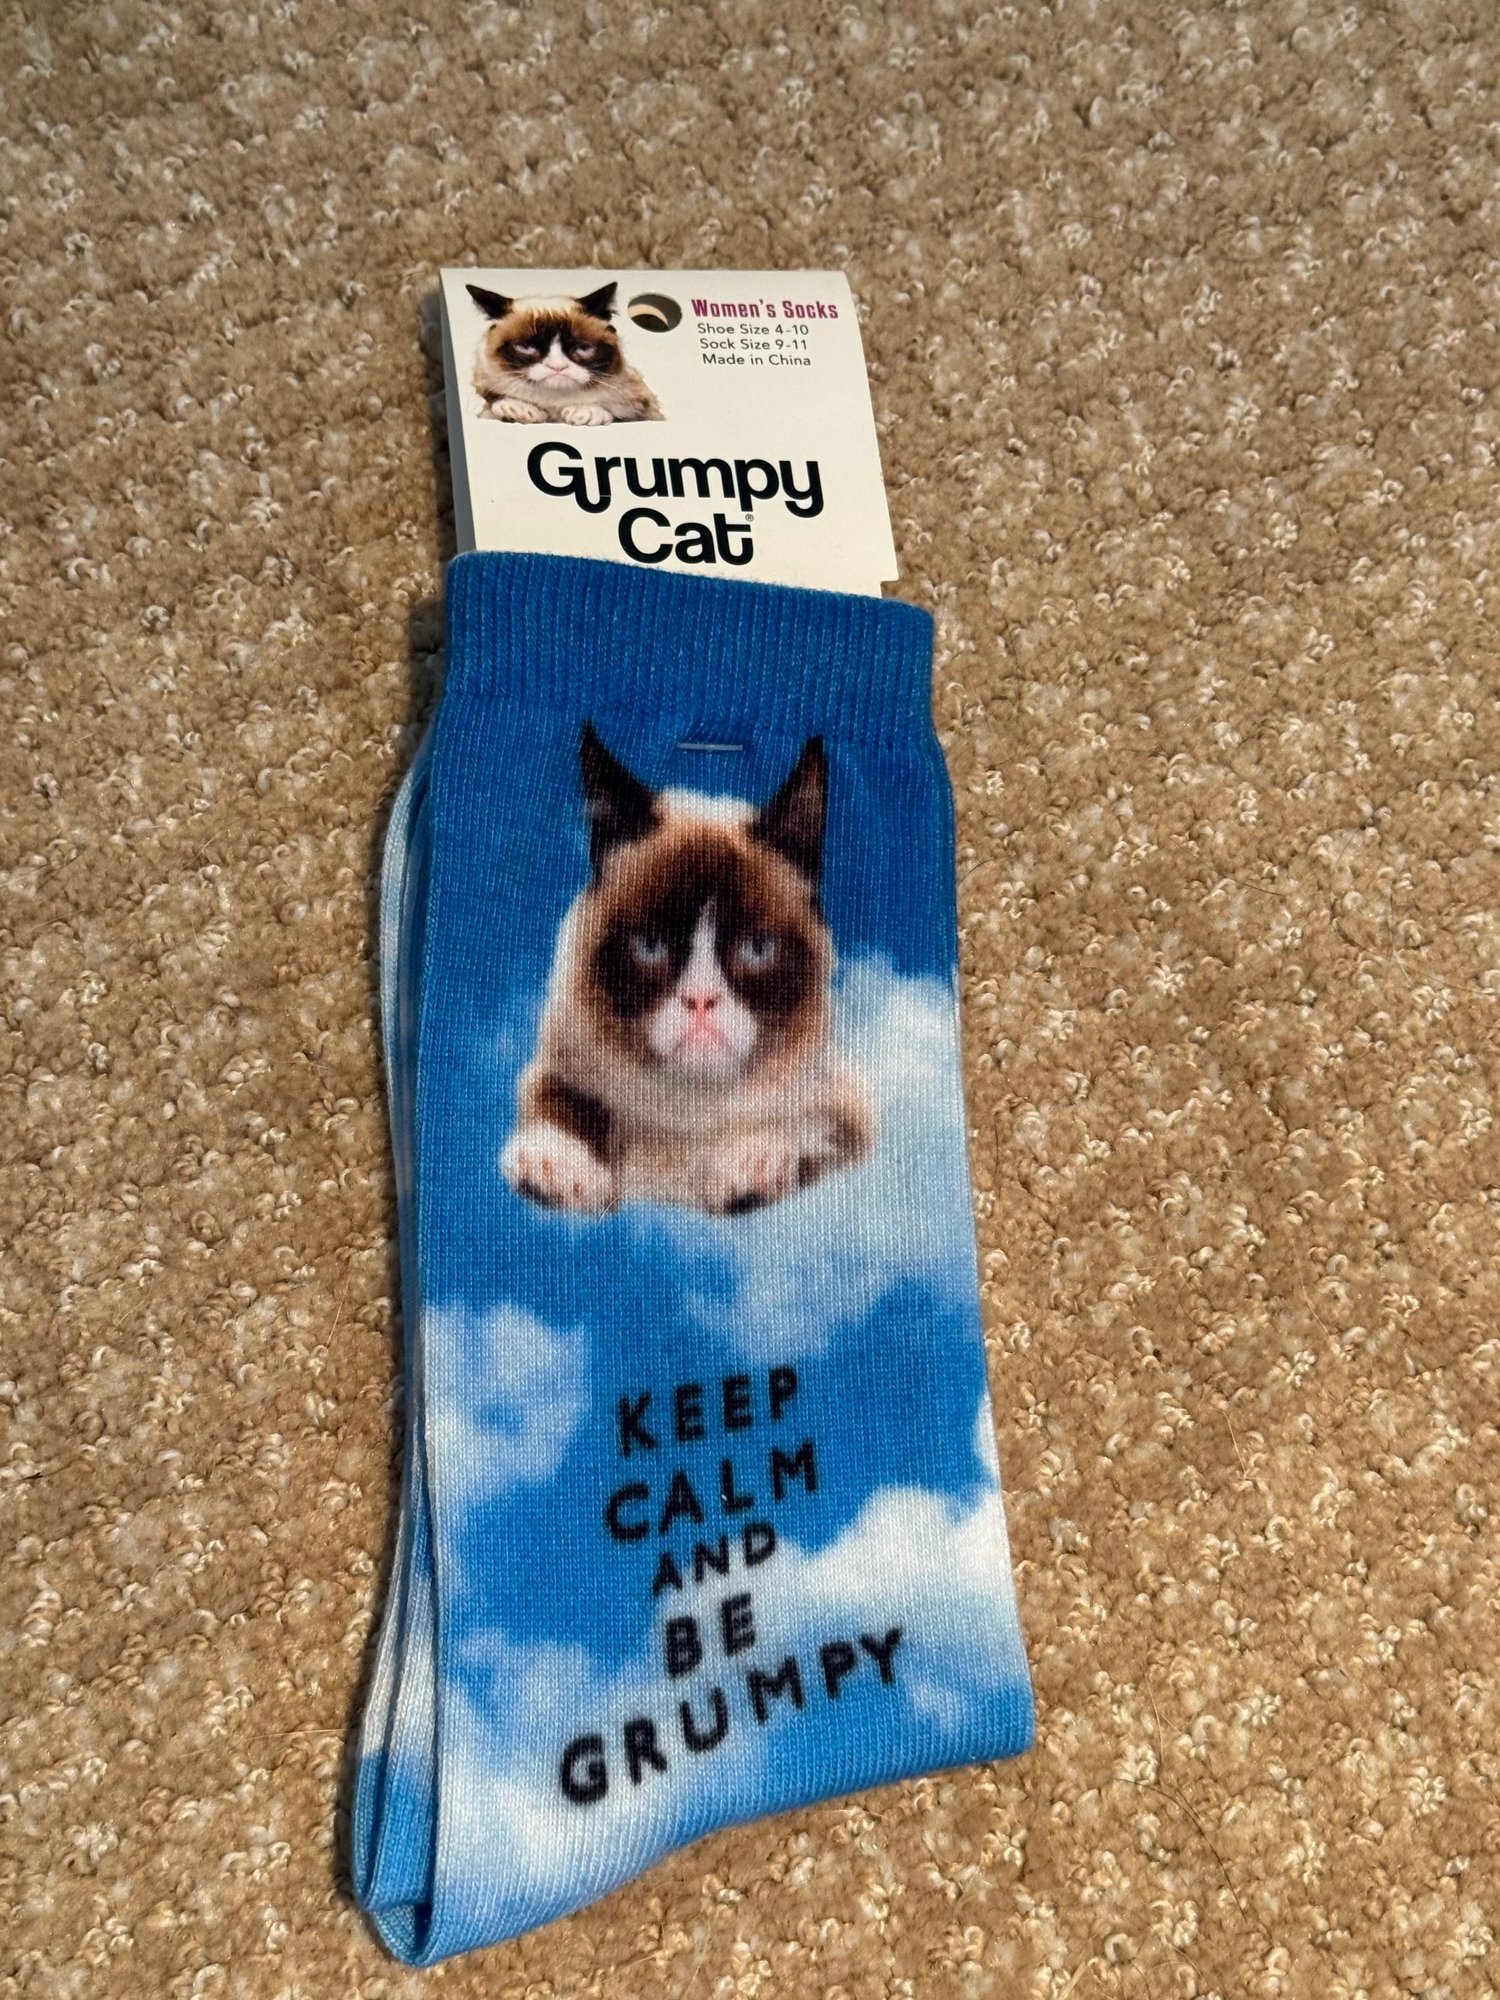 Women's Socks
Shoe Size 4-10
Sock Size 9-11
Made in China
Grumpy
Cat®
KEEP
CALM
AND
BE
GRUMPY